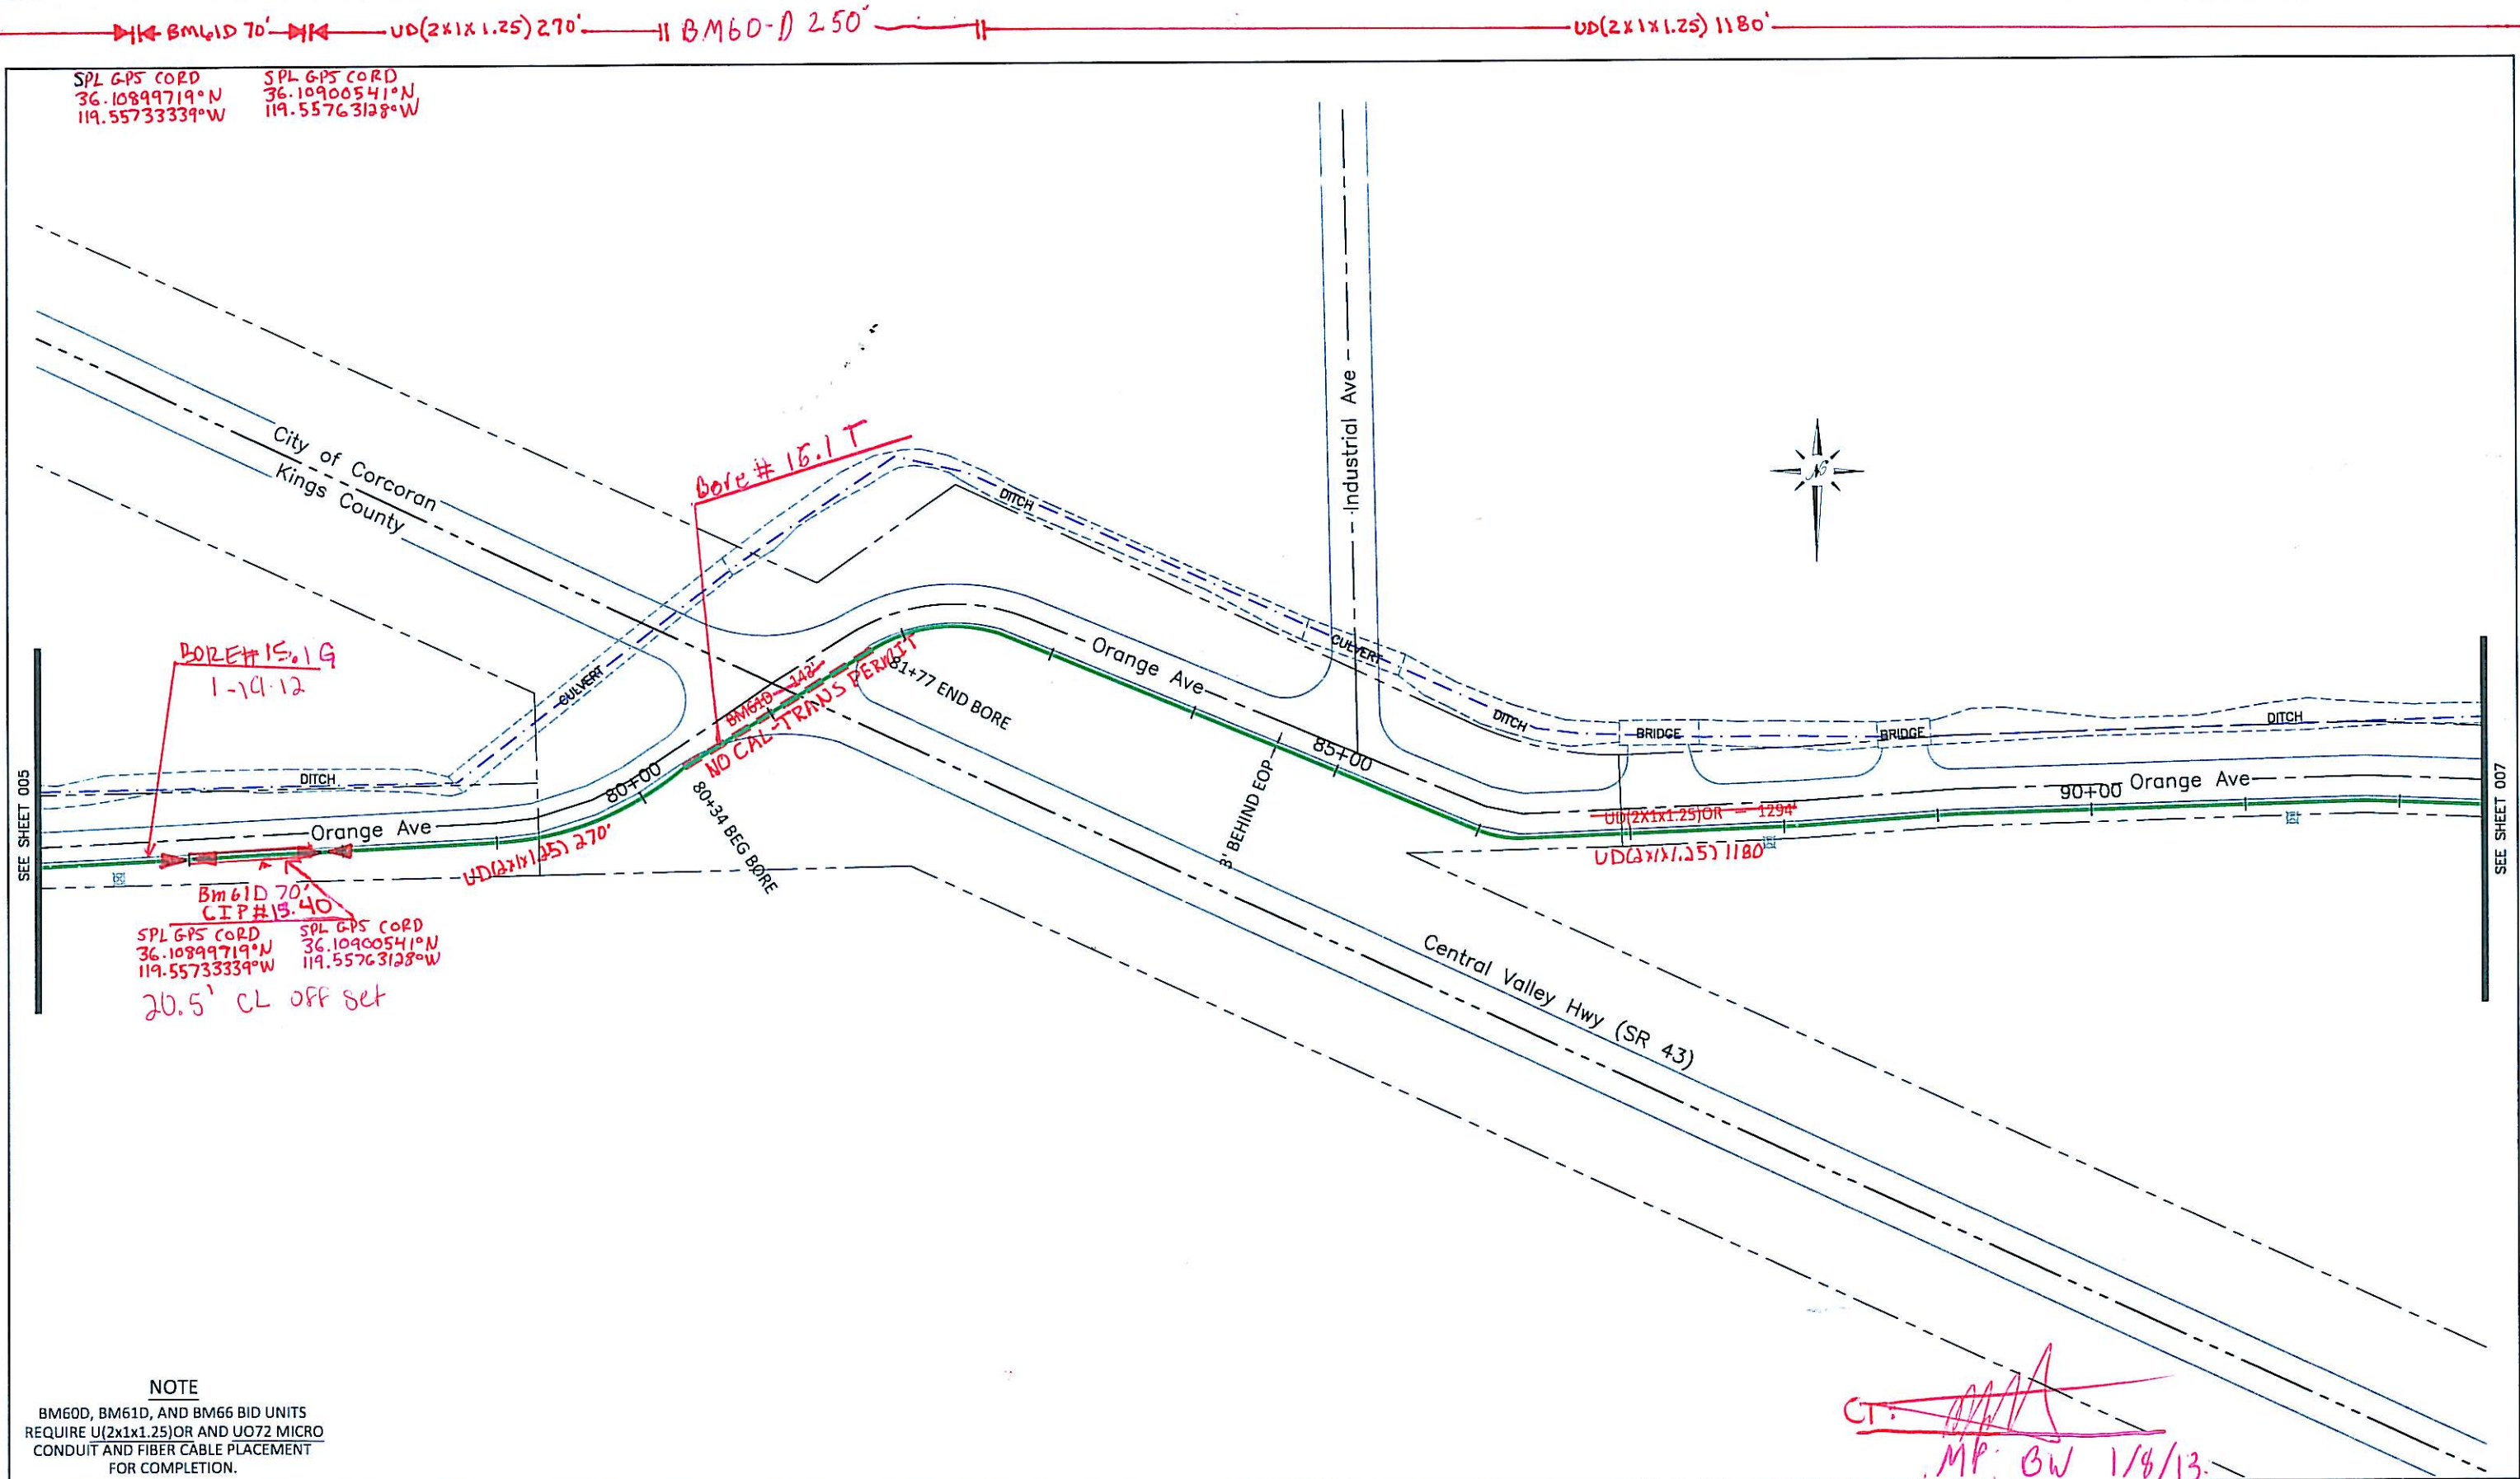 BM61D 70'
UD(2x1x1.25) 270'
BM60-D 250'
UD(2x1x1.25) 1180'
SPL GPS CORD
36.10899719°N
119.55733339°W
SPL GPS CORD
36.10900541°N
119.55763128°W
City of Corcoran
Kings County
Industrial Ave
Bore # 15.1 T
DITCH
CULVERT
BORE# 15.1G
CULVERT
DITCH
Orange Ave
80+00
BM61D 142'
NO CAL-TRANS PERMIT
81+77 END BORE
80+34 BEG BORE
Orange Ave
85+00
3' BEHIND EOP
DITCH
BRIDGE
BRIDGE
DITCH
90+00
Orange Ave
UD(2X1x1.25)OR - 1294'
UD(2x1x1.25) 1180'
UD(2x1x1.25) 270'
SEE SHEET 005
SEE SHEET 007
Bm61D 70'
CIP#15.40
SPL GPS CORD
36.10899719°N
119.55733339°W
SPL GPS CORD
36.10900541°N
119.55763128°W
20.5' CL OFF Set
Central Valley Hwy (SR 43)
NOTE
BM60D, BM61D, AND BM66 BID UNITS
REQUIRE U(2x1x1.25)OR AND UO72 MICRO
CONDUIT AND FIBER CABLE PLACEMENT
FOR COMPLETION.
CT:
MP: BW 1/8/13